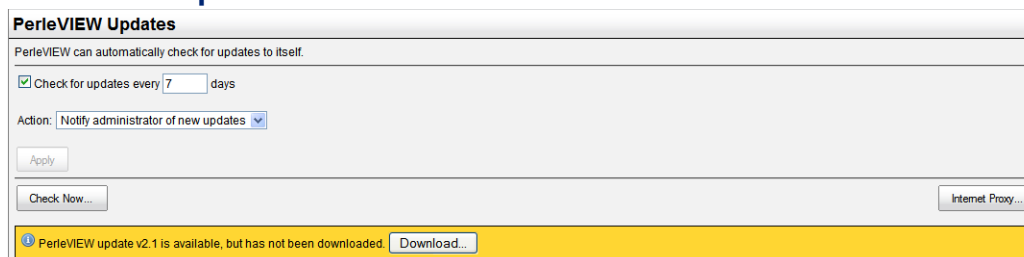 PerleVIEW Updates
PerleVIEW can automatically check for updates to itself.
Check for updates every 7 days
Action: Notify administrator of new updates
Apply
Check Now... Internet Proxy...
PerleVIEW update v2.1 is available, but has not been downloaded. Download...